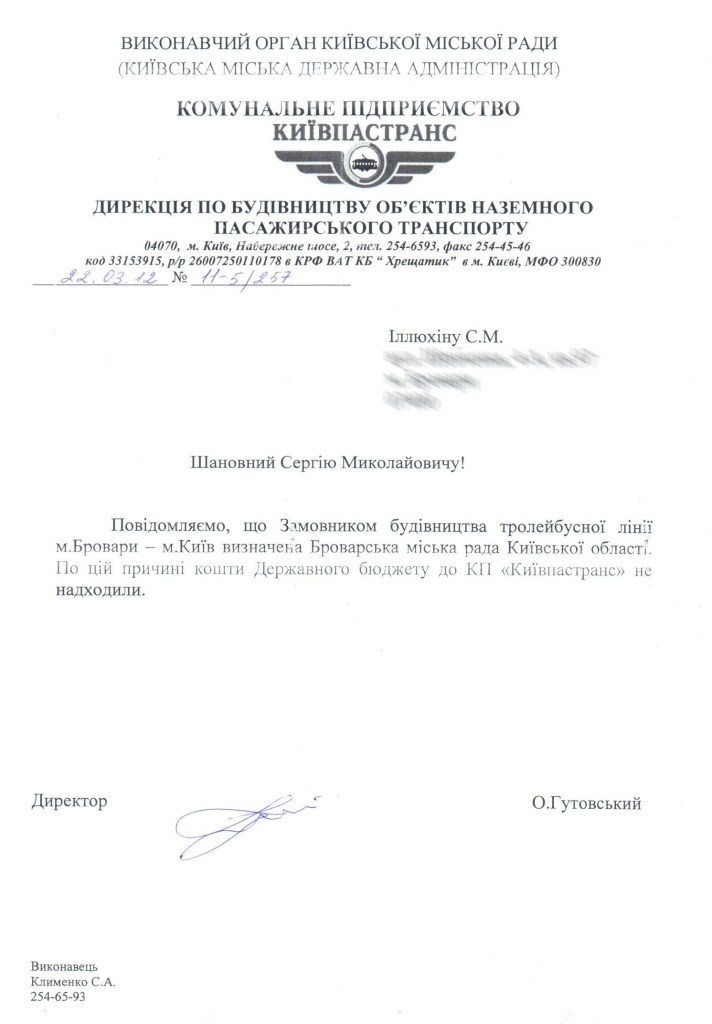 ВИКОНАВЧИЙ ОРГАН КИЇВСЬКОЇ МІСЬКОЇ РАДИ
(КИЇВСЬКА МІСЬКА ДЕРЖАВНА АДМІНІСТРАЦІЯ)
КОМУНАЛЬНЕ ПІДПРИЄМСТВО
КИЇВПАСТРАНС
ДИРЕКЦІЯ ПО БУДІВНИЦТВУ ОБ’ЄКТІВ НАЗЕМНОГО
ПАСАЖИРСЬКОГО ТРАНСПОРТУ
04070, м. Київ, Набережне шосе, 2, тел. 254-6593, факс 254-45-46
код 33153915, р/р 26007250110178 в КРФ ВАТ КБ “ Хрещатик” в м. Києві, МФО 300830
22.03.12 № 11-5/257
Іллюхіну С.М.
Шановний Сергію Миколайовичу!
Повідомляємо, що Замовником будівництва тролейбусної лінії
м.Бровари – м.Київ визначена Броварська міська рада Київської області.
По цій причині кошти Державного бюджету до КП «Київпастранс» не
надходили.
Директор О.Гутовський
Виконавець
Клименко С.А.
254-65-93